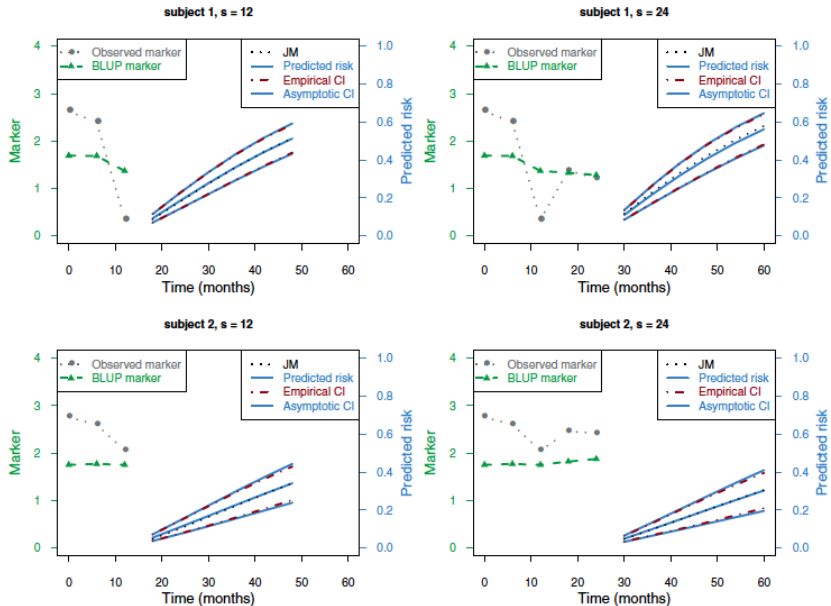 subject 1, s = 12
Observed marker
BLUP marker
JM
Predicted risk
Empirical CI
Asymptotic CI
4
3
2
1
0
Marker
1.0
0.8
0.6
0.4
0.2
0.0
Predicted risk
0 10 20 30 40 50 60
Time (months)
subject 1, s = 24
Observed marker
BLUP marker
JM
Predicted risk
Empirical CI
Asymptotic CI
4
3
2
1
0
Marker
1.0
0.8
0.6
0.4
0.2
0.0
Predicted risk
0 10 20 30 40 50 60
Time (months)
subject 2, s = 12
Observed marker
BLUP marker
JM
Predicted risk
Empirical CI
Asymptotic CI
4
3
2
1
0
Marker
1.0
0.8
0.6
0.4
0.2
0.0
Predicted risk
0 10 20 30 40 50 60
Time (months)
subject 2, s = 24
Observed marker
BLUP marker
JM
Predicted risk
Empirical CI
Asymptotic CI
4
3
2
1
0
Marker
1.0
0.8
0.6
0.4
0.2
0.0
Predicted risk
0 10 20 30 40 50 60
Time (months)